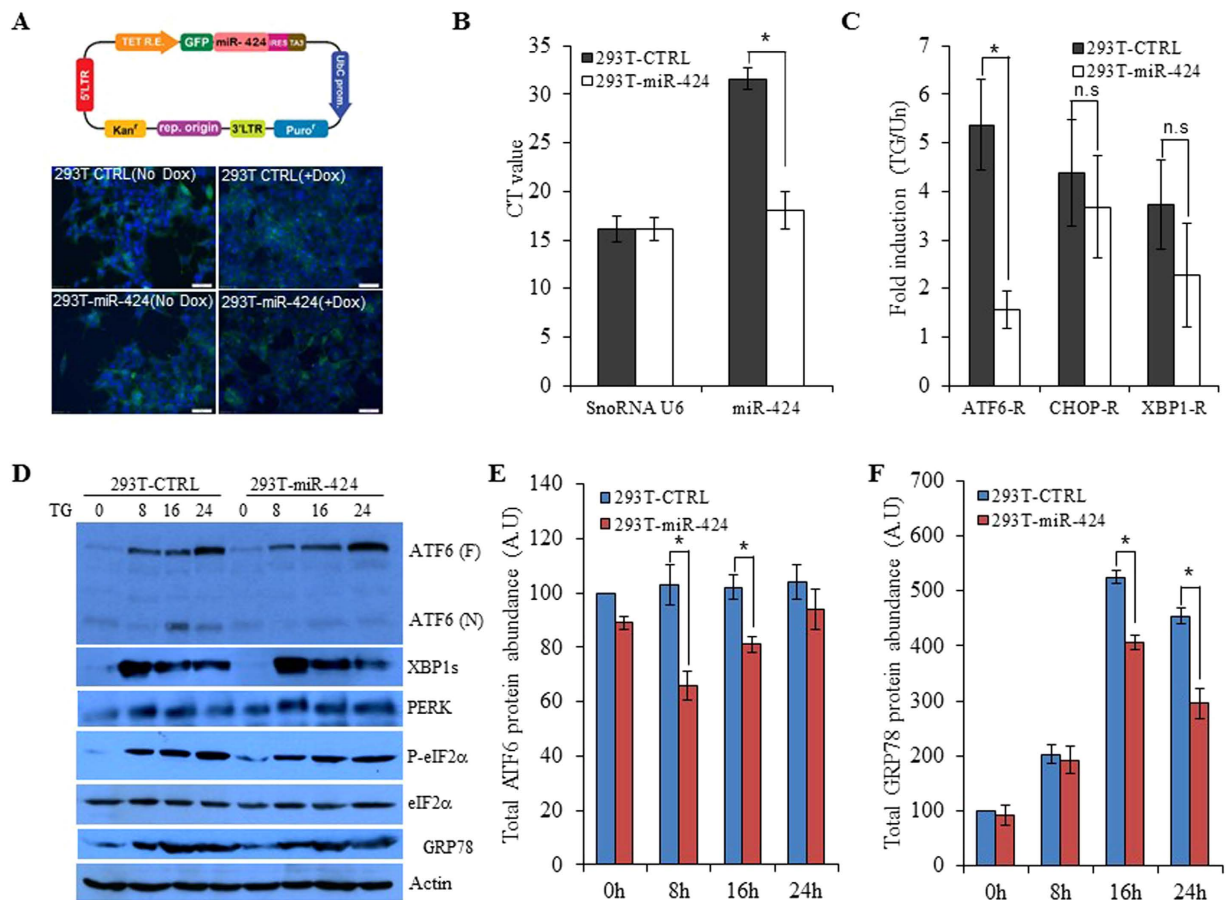 A
TET R.E.
GFP
miR- 424
IRES
TA3
5'LTR
UbC prom.
Kanʳ
rep. origin
3'LTR
Puroʳ
293T CTRL(No Dox)
293T CTRL(+Dox)
293T-miR-424(No Dox)
293T-miR-424(+Dox)
B
293T-CTRL
293T-miR-424
*
CT value
35
30
25
20
15
10
5
0
SnoRNA U6
miR-424
C
293T-CTRL
293T-miR-424
*
n.s
n.s
Fold induction (TG/Un)
7
6
5
4
3
2
1
0
ATF6-R
CHOP-R
XBP1-R
D
293T-CTRL
293T-miR-424
TG 0 8 16 24 0 8 16 24
ATF6 (F)
ATF6 (N)
XBP1s
PERK
P-eIF2α
eIF2α
GRP78
Actin
E
293T-CTRL
293T-miR-424
*
*
Total ATF6 protein abundance (A.U)
140
120
100
80
60
40
20
0
0h
8h
16h
24h
F
293T-CTRL
293T-miR-424
*
*
Total GRP78 protein abundance (A.U)
700
600
500
400
300
200
100
0
0h
8h
16h
24h